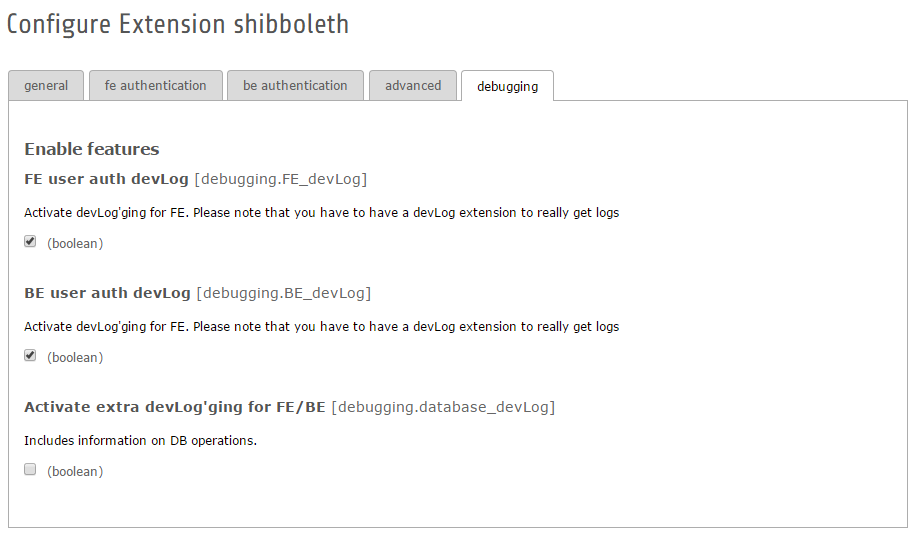 Configure Extension shibboleth
general
fe authentication
be authentication
advanced
debugging
Enable features
FE user auth devLog [debugging.FE_devLog]
Activate devLog'ging for FE. Please note that you have to have a devLog extension to really get logs
(boolean)
BE user auth devLog [debugging.BE_devLog]
Activate devLog'ging for FE. Please note that you have to have a devLog extension to really get logs
(boolean)
Activate extra devLog'ging for FE/BE [debugging.database_devLog]
Includes information on DB operations.
(boolean)